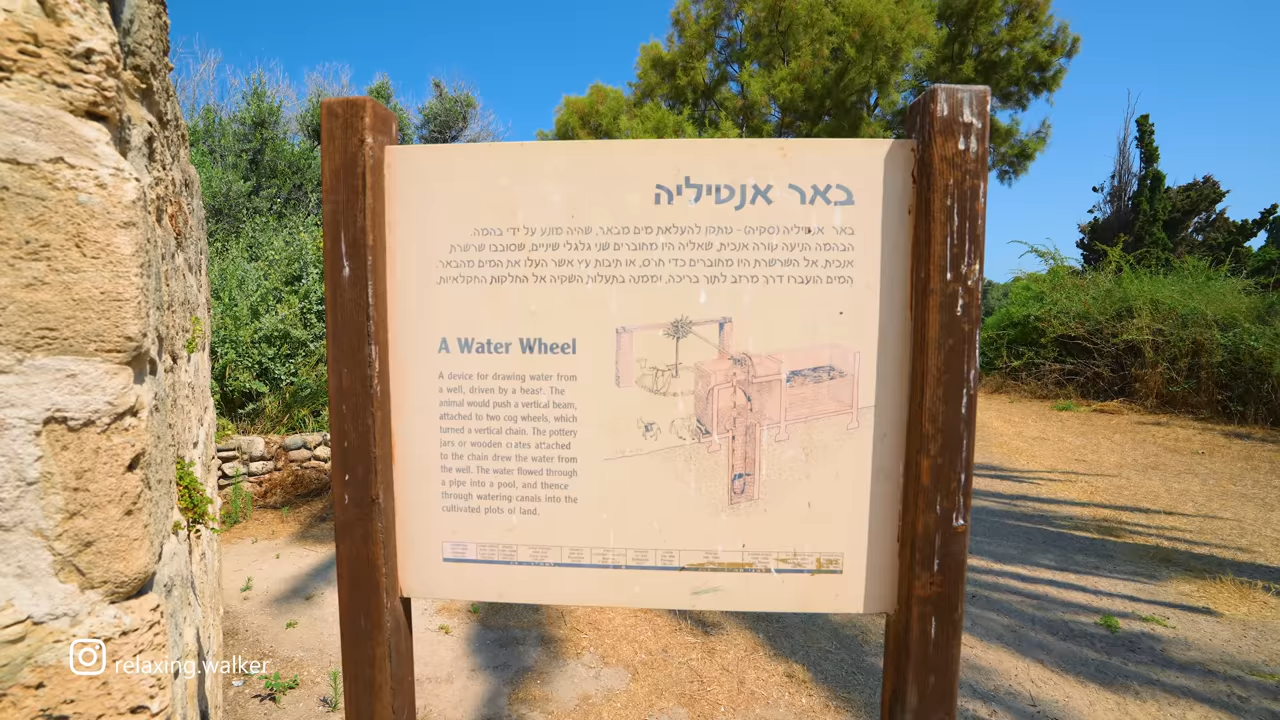 באר אנטיליה
באר אנטיליה (סקיה) - מתקן להעלאת מים מבאר, שהיה מונע על ידי בהמה.
הבהמה הניעה קורה אנכית, שאליה היו מחוברים שני גלגלי שיניים, שסובבו שרשרת
אנכית. אל השרשרת היו מחוברים כדי חרס, או תיבות עץ אשר העלו את המים מהבאר.
המים הועברו דרך מרזב לתוך בריכה, וממנה בתעלות השקיה אל החלקות החקלאיות.
A Water Wheel
A device for drawing water from
a well, driven by a beast. The
animal would push a vertical beam,
attached to two cog wheels, which
turned a vertical chain. The pottery
jars or wooden crates attached
to the chain drew the water from
the well. The water flowed through
a pipe into a pool, and thence
through watering canals into the
cultivated plots of land.
relaxing.walker